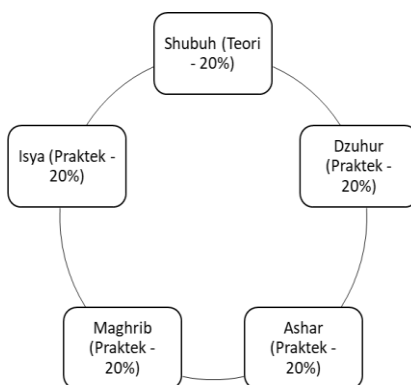 Shubuh (Teori
- 20%)
Dzuhur
(Praktek -
20%)
Ashar
(Praktek -
20%)
Maghrib
(Praktek -
20%)
Isya (Praktek -
20%)